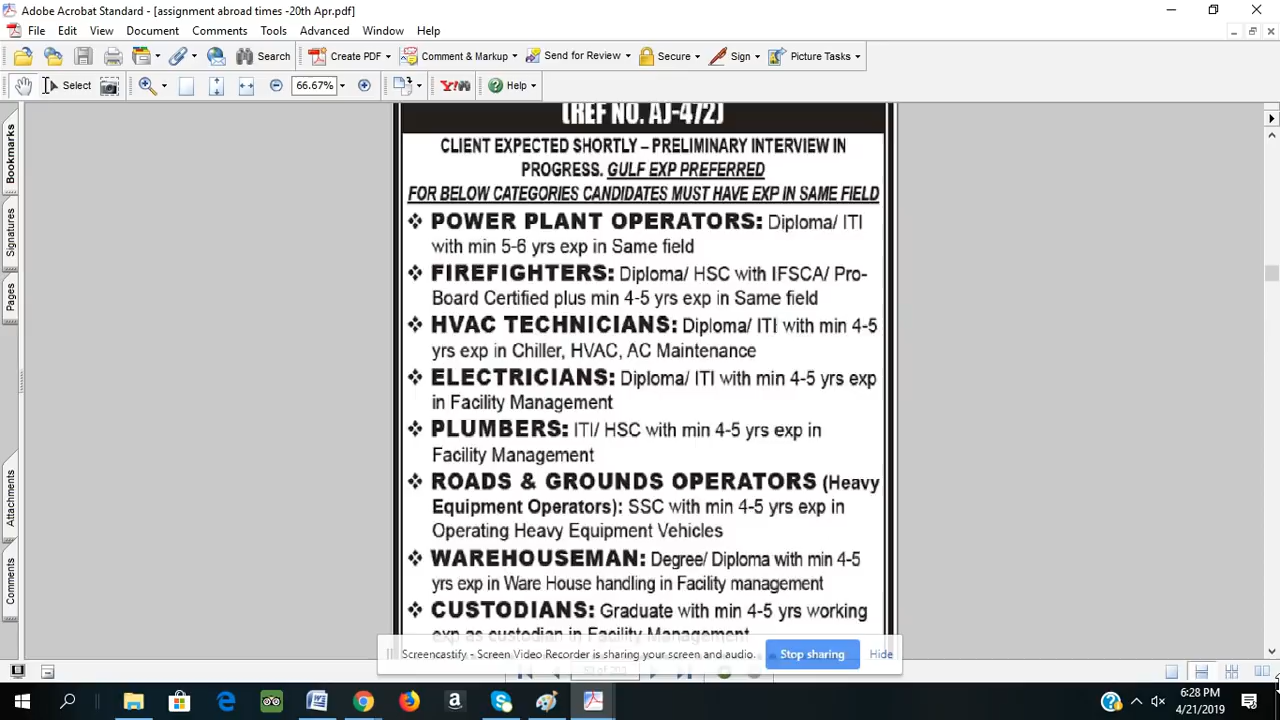 Adobe Acrobat Standard - [assignment abroad times -20th Apr.pdf]
File Edit View Document Comments Tools Advanced Window Help
Search Create PDF Comment & Markup Send for Review Secure Sign Picture Tasks
Select 66.67% Y! Help
Bookmarks
Signatures
Pages
Attachments
Comments
(REF NO. AJ-472)
CLIENT EXPECTED SHORTLY – PRELIMINARY INTERVIEW IN
PROGRESS. GULF EXP PREFERRED
FOR BELOW CATEGORIES CANDIDATES MUST HAVE EXP IN SAME FIELD
❖ POWER PLANT OPERATORS: Diploma/ ITI
with min 5-6 yrs exp in Same field
❖ FIREFIGHTERS: Diploma/ HSC with IFSCA/ Pro-
Board Certified plus min 4-5 yrs exp in Same field
❖ HVAC TECHNICIANS: Diploma/ ITI with min 4-5
yrs exp in Chiller, HVAC, AC Maintenance
❖ ELECTRICIANS: Diploma/ ITI with min 4-5 yrs exp
in Facility Management
❖ PLUMBERS: ITI/ HSC with min 4-5 yrs exp in
Facility Management
❖ ROADS & GROUNDS OPERATORS (Heavy
Equipment Operators): SSC with min 4-5 yrs exp in
Operating Heavy Equipment Vehicles
❖ WAREHOUSEMAN: Degree/ Diploma with min 4-5
yrs exp in Ware House handling in Facility management
❖ CUSTODIANS: Graduate with min 4-5 yrs working
exp as custodian in Facility Management
Screencastify - Screen Video Recorder is sharing your screen and audio. Stop sharing Hide
6:28 PM
4/21/2019